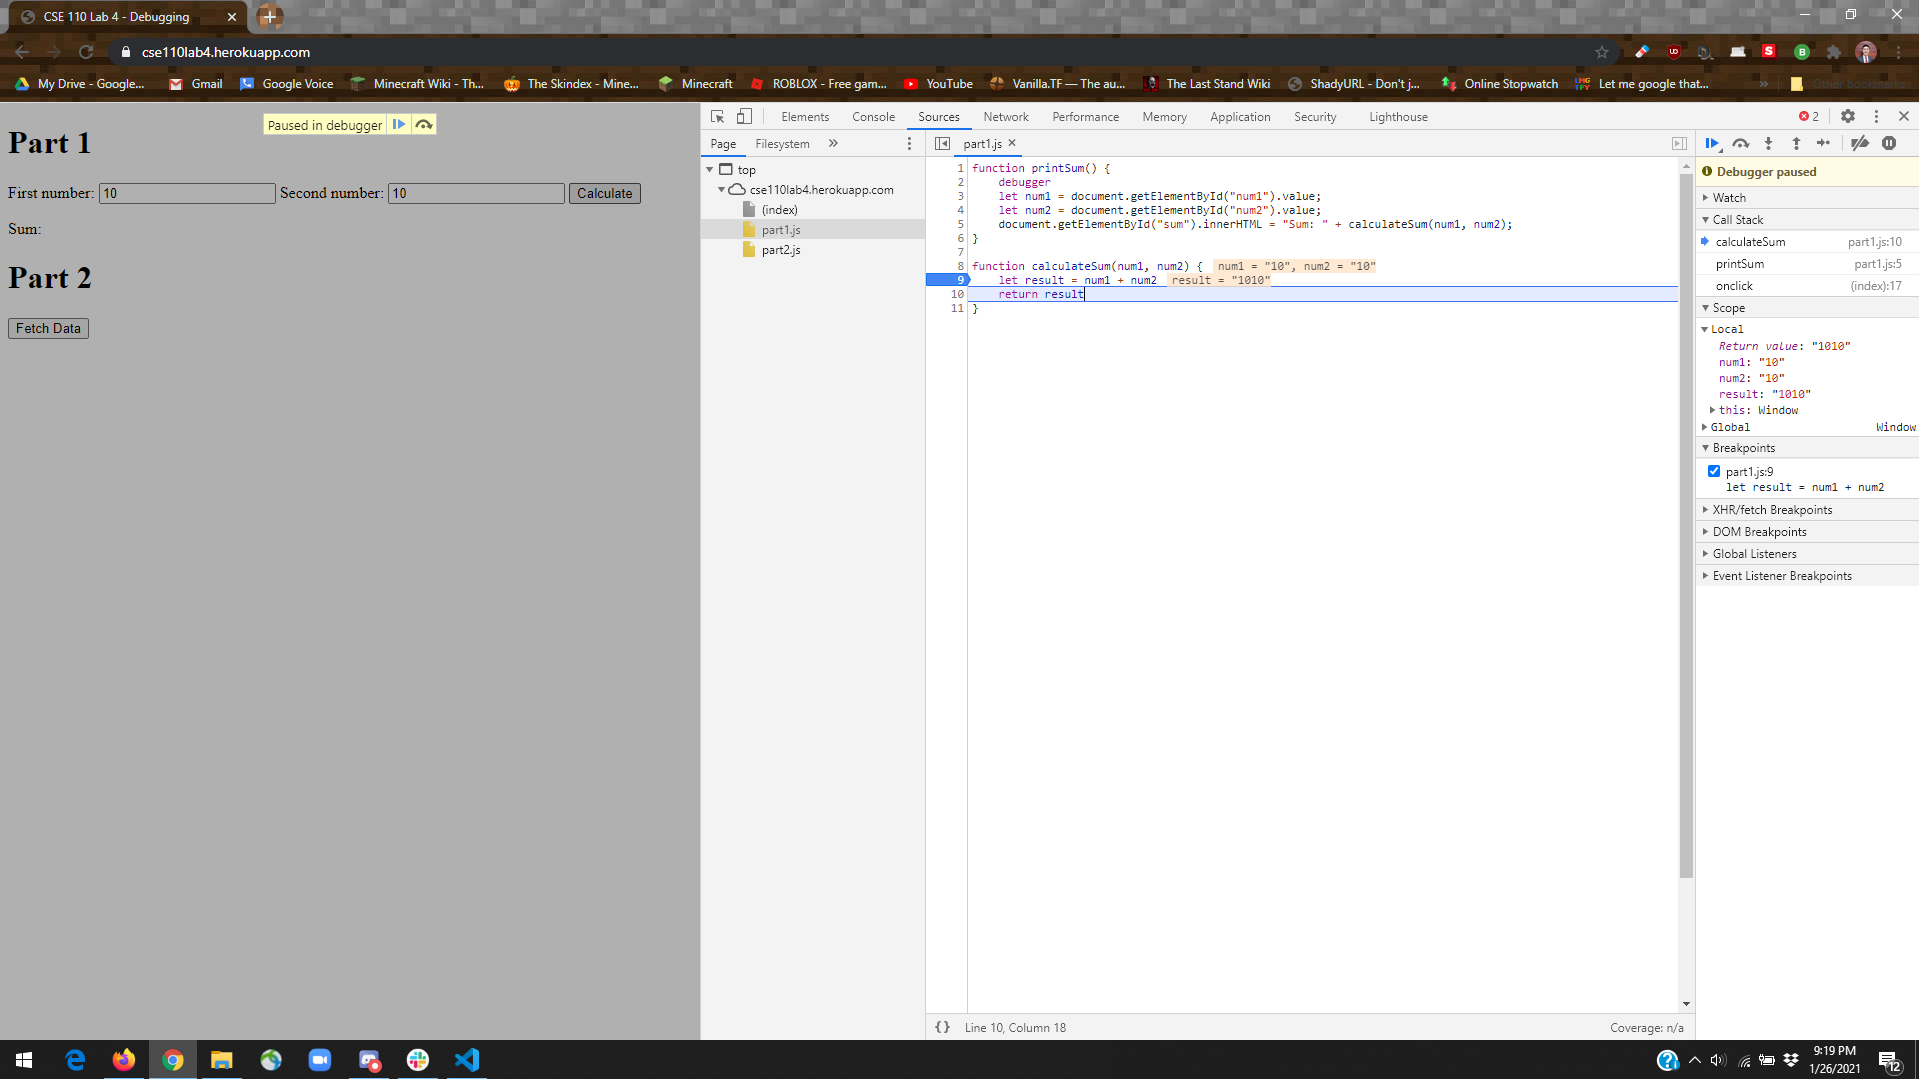 CSE 110 Lab 4 - Debugging
cse110lab4.herokuapp.com
My Drive - Google... Gmail Google Voice Minecraft Wiki - Th... The Skindex - Mine... Minecraft ROBLOX - Free gam... YouTube Vanilla.TF — The au... The Last Stand Wiki ShadyURL - Don't j... Online Stopwatch Let me google that... » Other bookmarks
Part 1
Paused in debugger
First number: 10 Second number: 10 Calculate
Sum:
Part 2
Fetch Data
Elements Console Sources Network Performance Memory Application Security Lighthouse 2
Page Filesystem »
top
cse110lab4.herokuapp.com
(index)
part1.js
part2.js
part1.js
1 function printSum() {
2 debugger
3 let num1 = document.getElementById("num1").value;
4 let num2 = document.getElementById("num2").value;
5 document.getElementById("sum").innerHTML = "Sum: " + calculateSum(num1, num2);
6 }
7
8 function calculateSum(num1, num2) { num1 = "10", num2 = "10"
9 let result = num1 + num2 result = "1010"
10 return result
11 }
{} Line 10, Column 18 Coverage: n/a
Debugger paused
Watch
Call Stack
calculateSum part1.js:10
printSum part1.js:5
onclick (index):17
Scope
Local
Return value: "1010"
num1: "10"
num2: "10"
result: "1010"
this: Window
Global Window
Breakpoints
part1.js:9
let result = num1 + num2
XHR/fetch Breakpoints
DOM Breakpoints
Global Listeners
Event Listener Breakpoints
9:19 PM
1/26/2021
12